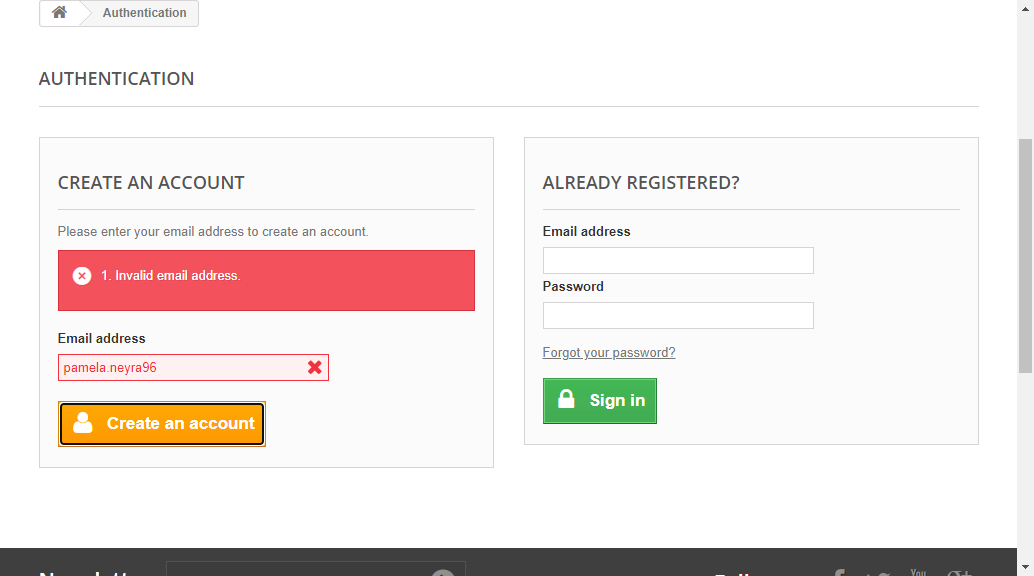 Authentication
AUTHENTICATION
CREATE AN ACCOUNT
Please enter your email address to create an account.
1. Invalid email address.
Email address
pamela.neyra96
Create an account
ALREADY REGISTERED?
Email address
Password
Forgot your password?
Sign in